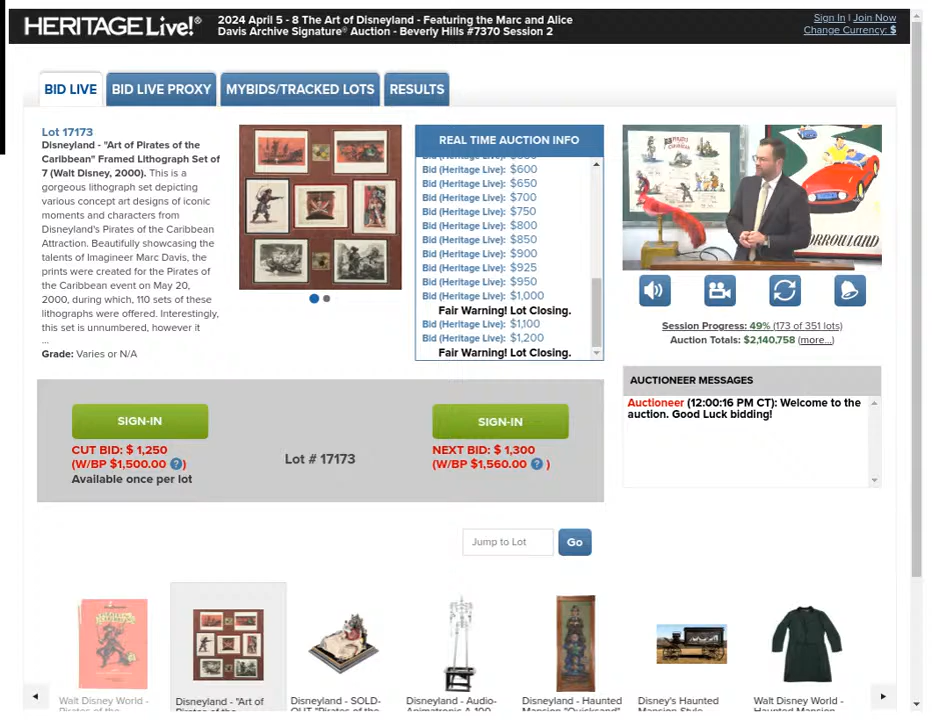 HERITAGE Live!®
2024 April 5 - 8 The Art of Disneyland - Featuring the Marc and Alice
Davis Archive Signature® Auction - Beverly Hills #7370 Session 2
Sign In | Join Now
Change Currency: $
BID LIVE
BID LIVE PROXY
MYBIDS/TRACKED LOTS
RESULTS
Lot 17173
Disneyland - "Art of Pirates of the
Caribbean" Framed Lithograph Set of
7 (Walt Disney, 2000). This is a
gorgeous lithograph set depicting
various concept art designs of iconic
moments and characters from
Disneyland's Pirates of the Caribbean
Attraction. Beautifully showcasing the
talents of Imagineer Marc Davis, the
prints were created for the Pirates of
the Caribbean event on May 20,
2000, during which, 110 sets of these
lithographs were offered. Interestingly,
this set is unnumbered, however it
...
Grade: Varies or N/A
REAL TIME AUCTION INFO
Bid (Heritage Live): $600
Bid (Heritage Live): $650
Bid (Heritage Live): $700
Bid (Heritage Live): $750
Bid (Heritage Live): $800
Bid (Heritage Live): $850
Bid (Heritage Live): $900
Bid (Heritage Live): $925
Bid (Heritage Live): $950
Bid (Heritage Live): $1,000
Fair Warning! Lot Closing.
Bid (Heritage Live): $1,100
Bid (Heritage Live): $1,200
Fair Warning! Lot Closing.
Session Progress: 49% (173 of 351 lots)
Auction Totals: $2,140,758 (more...)
AUCTIONEER MESSAGES
Auctioneer (12:00:16 PM CT): Welcome to the
auction. Good Luck bidding!
SIGN-IN
CUT BID: $ 1,250
(W/BP $1,500.00 ? )
Available once per lot
Lot # 17173
SIGN-IN
NEXT BID: $ 1,300
(W/BP $1,560.00 ? )
Jump to Lot
Go
Walt Disney World -
Disneyland - "Art of
Disneyland - SOLD-
OUT "Pirates of the
Disneyland - Audio-
Animatronic A-100
Disneyland - Haunted
Mansion "Quicksand"
Disney's Haunted
Walt Disney World -